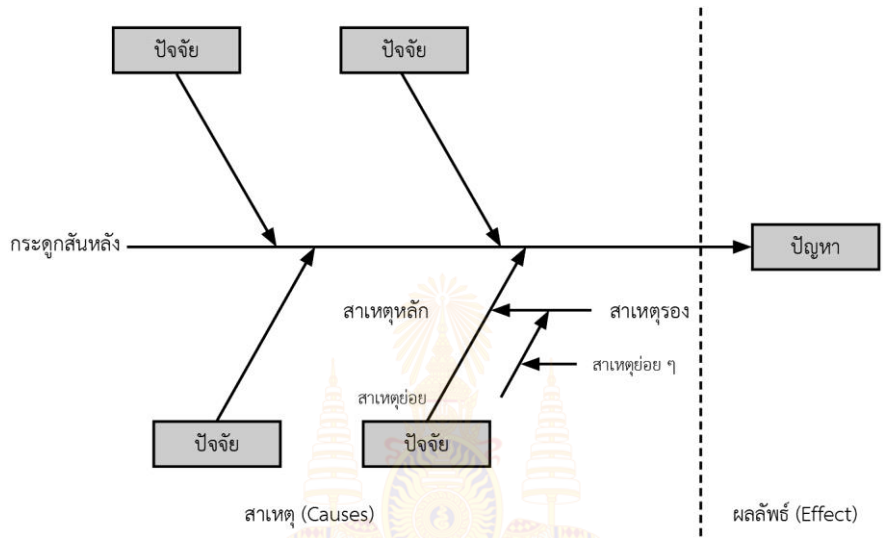 ปัจจัย
ปัจจัย
กระดูกสันหลัง
ปัญหา
สาเหตุหลัก
สาเหตุรอง
สาเหตุย่อย ๆ
สาเหตุย่อย
ปัจจัย
ปัจจัย
สาเหตุ (Causes)
ผลลัพธ์ (Effect)